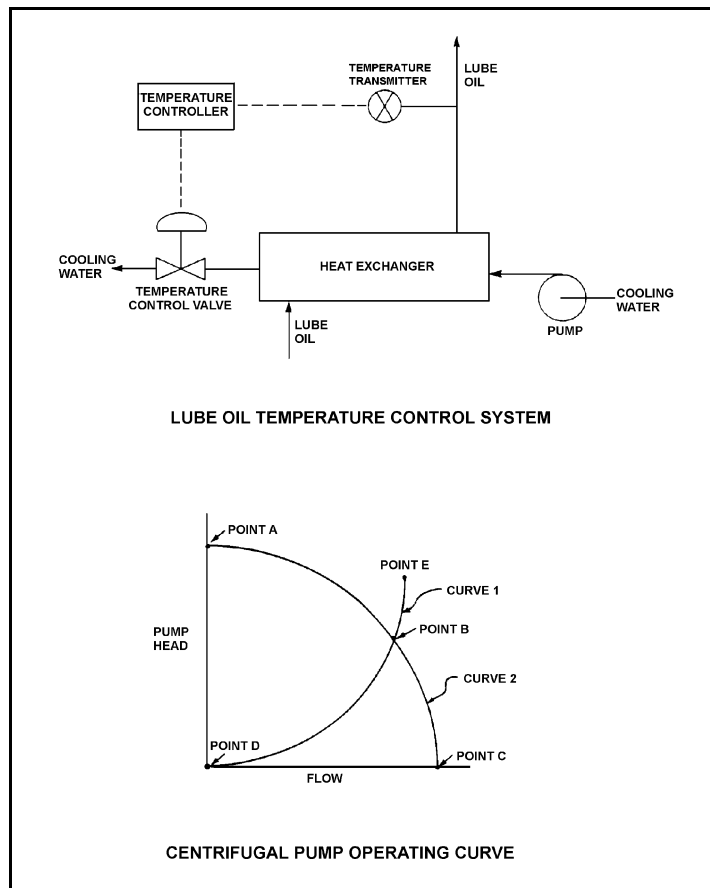 TEMPERATURE
TRANSMITTER
LUBE
OIL
TEMPERATURE
CONTROLLER
COOLING
WATER
TEMPERATURE
CONTROL VALVE
HEAT EXCHANGER
LUBE
OIL
COOLING
WATER
PUMP
LUBE OIL TEMPERATURE CONTROL SYSTEM
POINT A
POINT E
CURVE 1
POINT B
PUMP
HEAD
CURVE 2
POINT D
POINT C
FLOW
CENTRIFUGAL PUMP OPERATING CURVE